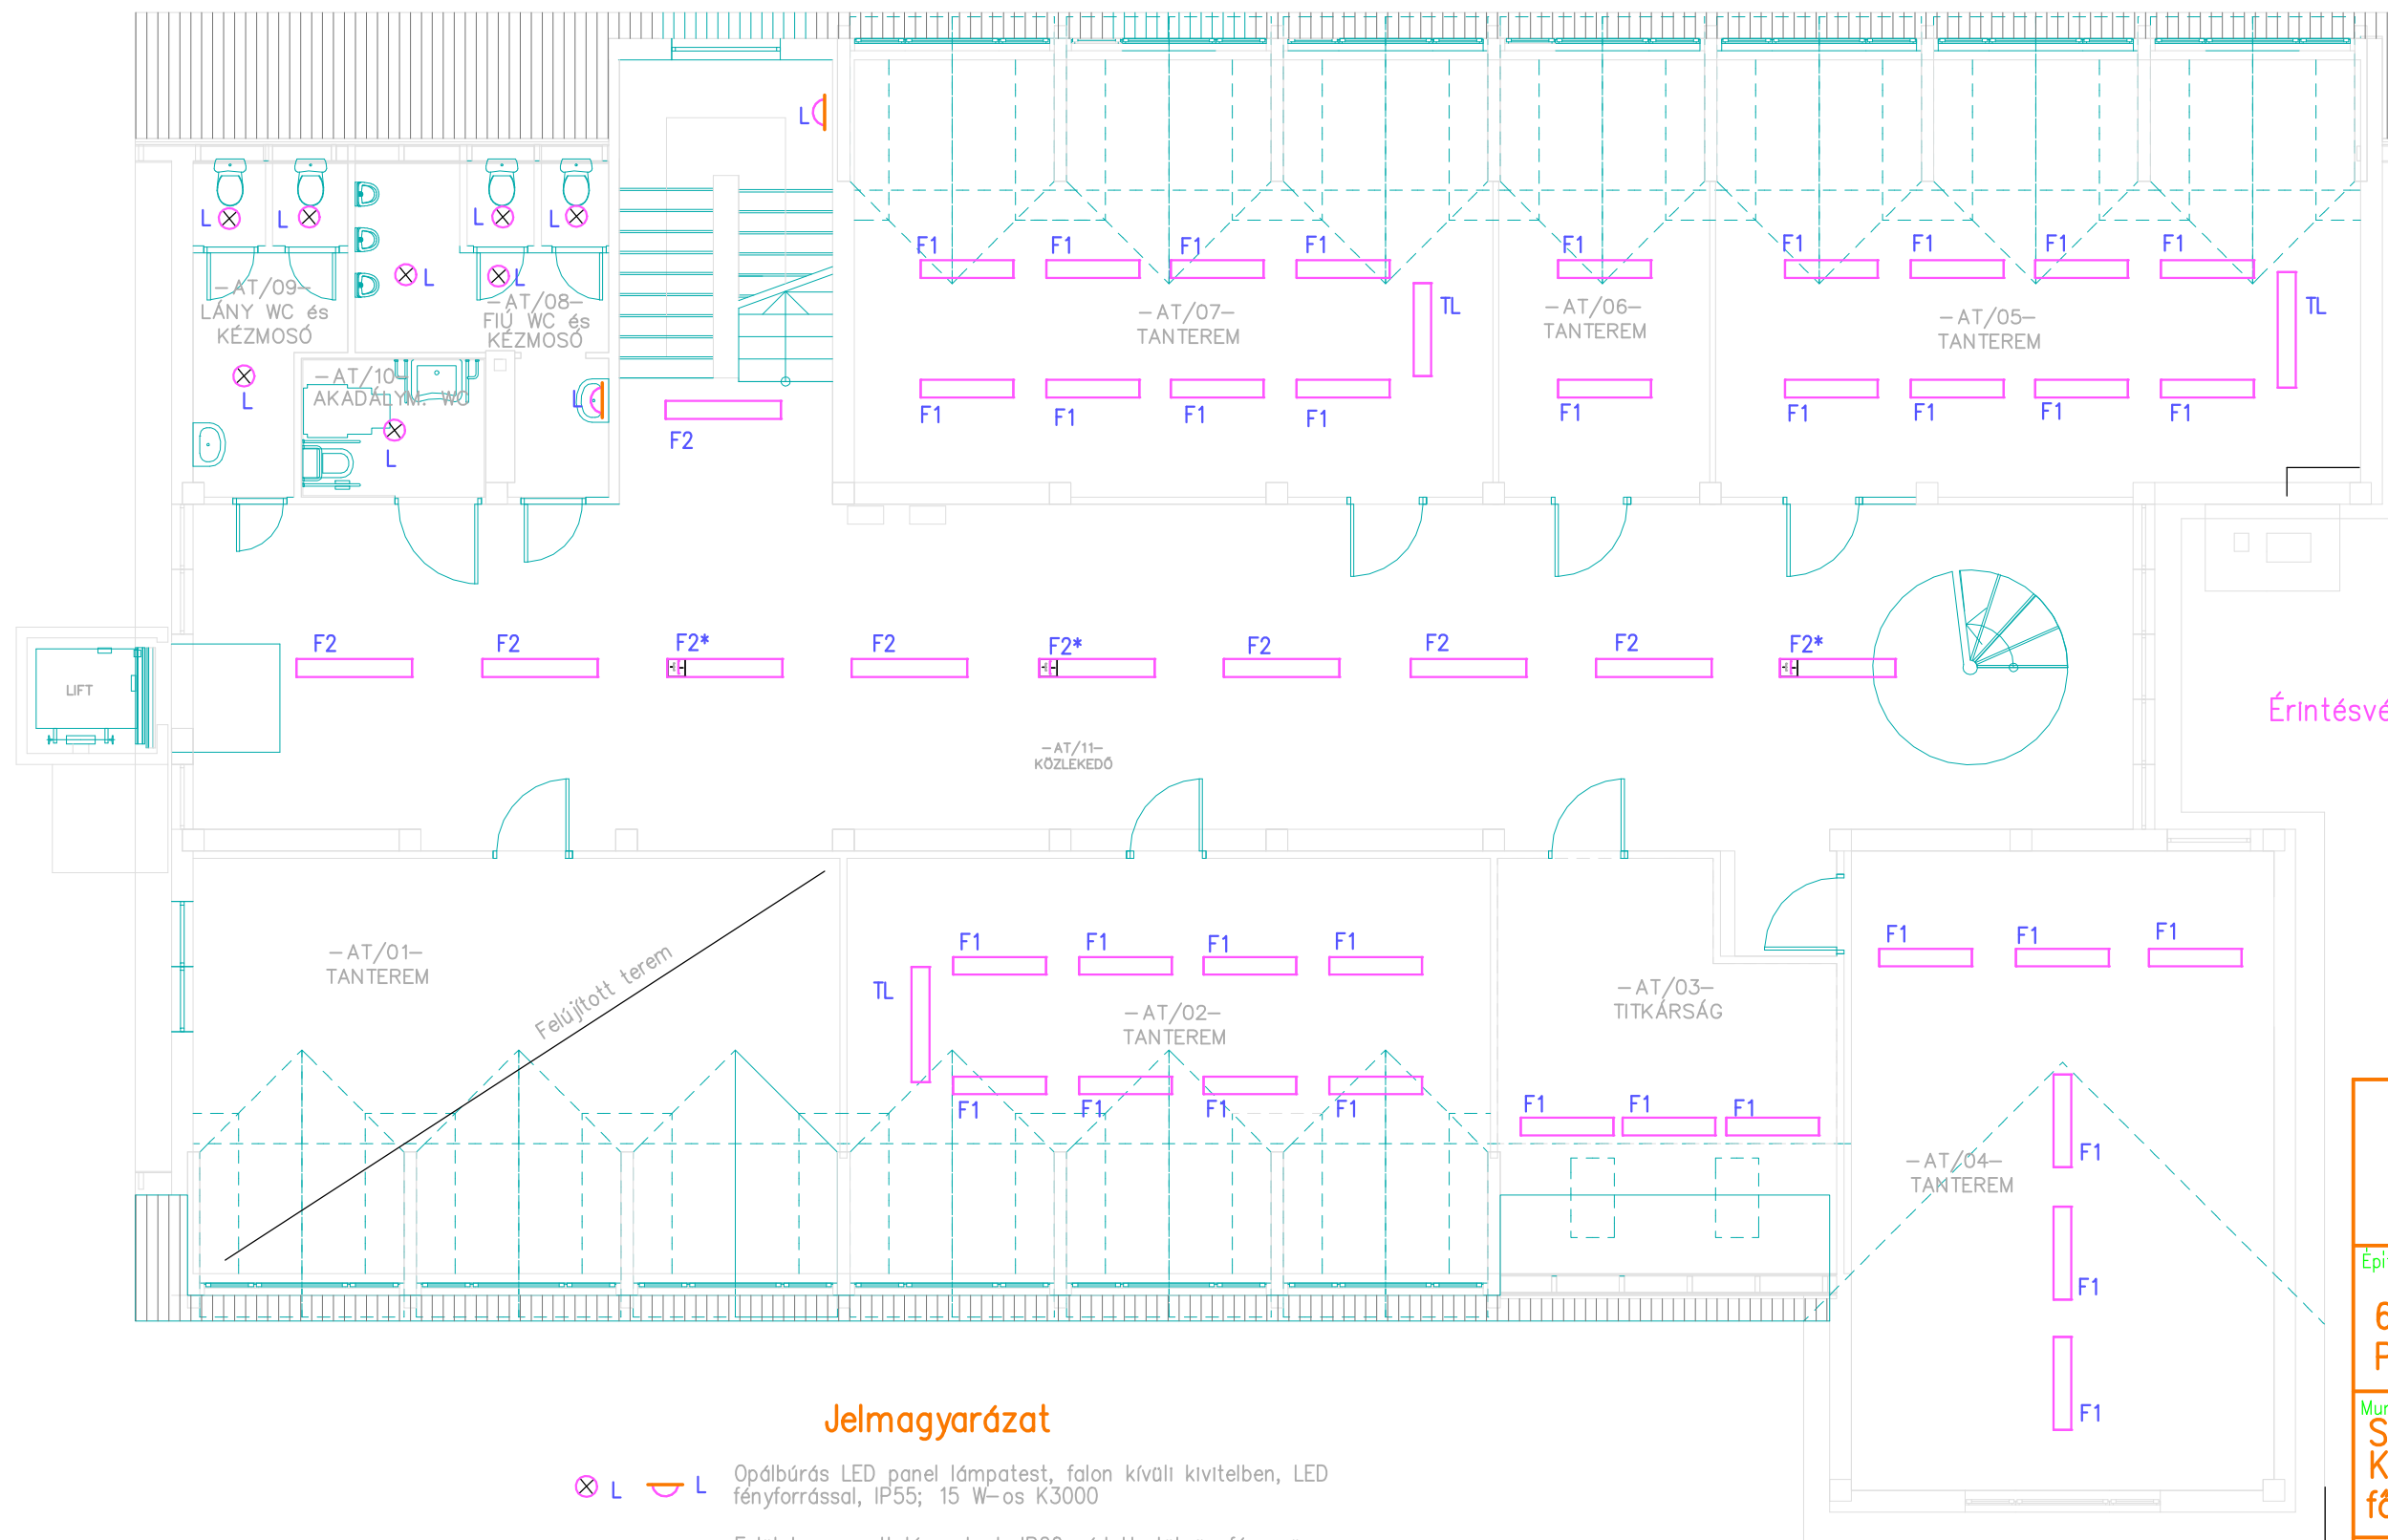 L
L
L
L
L
L
L
-AT/09-
LÁNY WC és
KÉZMOSÓ
-AT/08-
FIÚ WC és
KÉZMOSÓ
L
-AT/10-
AKADÁLYM. WC
L
L
F2
F1 F1 F1 F1
-AT/07-
TANTEREM
TL
F1 F1 F1 F1
F1
-AT/06-
TANTEREM
F1
F1 F1 F1 F1
-AT/05-
TANTEREM
TL
F1 F1 F1 F1
F2 F2 F2* F2 F2* F2 F2 F2 F2*
LIFT
-AT/11-
KÖZLEKEDŐ
-AT/01-
TANTEREM
Felújított terem
F1 F1 F1 F1
TL
-AT/02-
TANTEREM
F1 F1 F1 F1
-AT/03-
TITKÁRSÁG
F1 F1 F1
F1 F1 F1
-AT/04-
TANTEREM
F1
F1
F1
Jelmagyarázat
L L Opálbúrás LED panel lámpatest, falon kívüli kivitelben, LED
fényforrással, IP55; 15 W-os K3000